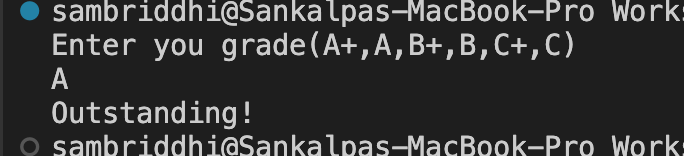 sambriddhi@Sankalpas-MacBook-Pro Works
Enter you grade(A+,A,B+,B,C+,C)
A
Outstanding!
sambriddhi@Sankalpas-MacBook-Pro Works